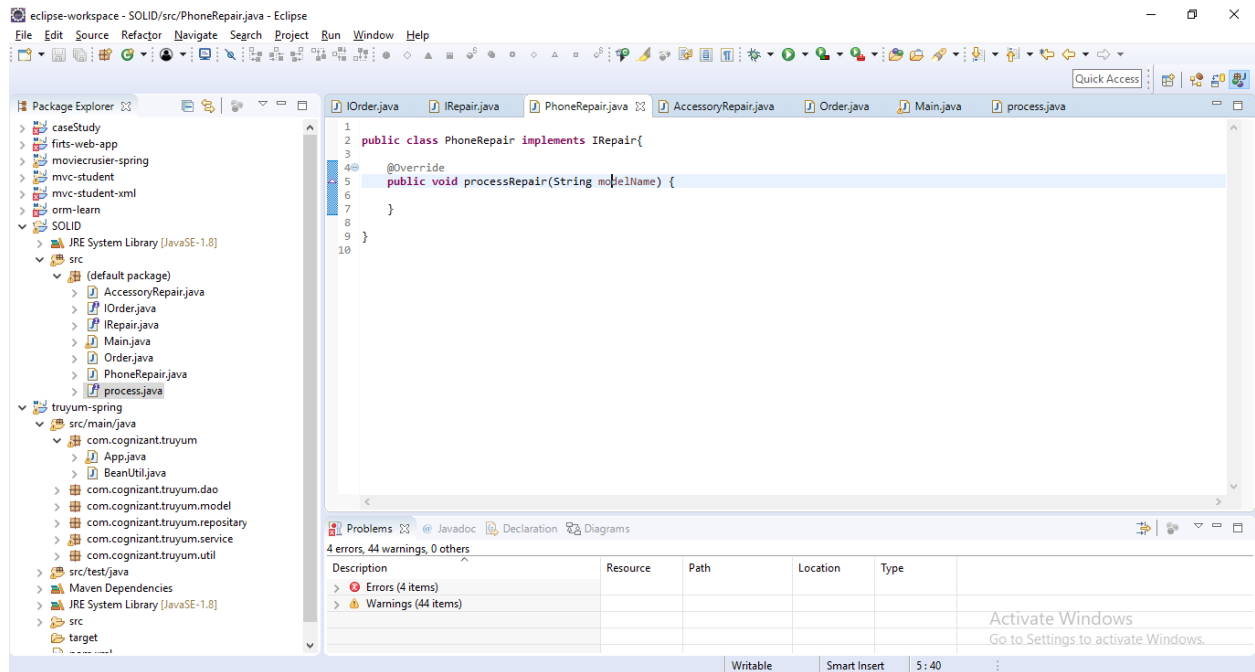 eclipse-workspace - SOLID/src/PhoneRepair.java - Eclipse
File Edit Source Refactor Navigate Search Project Run Window Help
Quick Access
Package Explorer
caseStudy
firts-web-app
moviecrusier-spring
mvc-student
mvc-student-xml
orm-learn
SOLID
JRE System Library [JavaSE-1.8]
src
(default package)
AccessoryRepair.java
IOrder.java
IRepair.java
Main.java
Order.java
PhoneRepair.java
process.java
truyum-spring
src/main/java
com.cognizant.truyum
App.java
BeanUtil.java
com.cognizant.truyum.dao
com.cognizant.truyum.model
com.cognizant.truyum.repositary
com.cognizant.truyum.service
com.cognizant.truyum.util
src/test/java
Maven Dependencies
JRE System Library [JavaSE-1.8]
src
target
IOrder.java IRepair.java PhoneRepair.java AccessoryRepair.java Order.java Main.java process.java
1
2 public class PhoneRepair implements IRepair{
3
4 @Override
5 public void processRepair(String modelName) {
6
7 }
8
9 }
10
Problems @ Javadoc Declaration Diagrams
4 errors, 44 warnings, 0 others
Description Resource Path Location Type
Errors (4 items)
Warnings (44 items)
Activate Windows
Go to Settings to activate Windows.
Writable Smart Insert 5 : 40